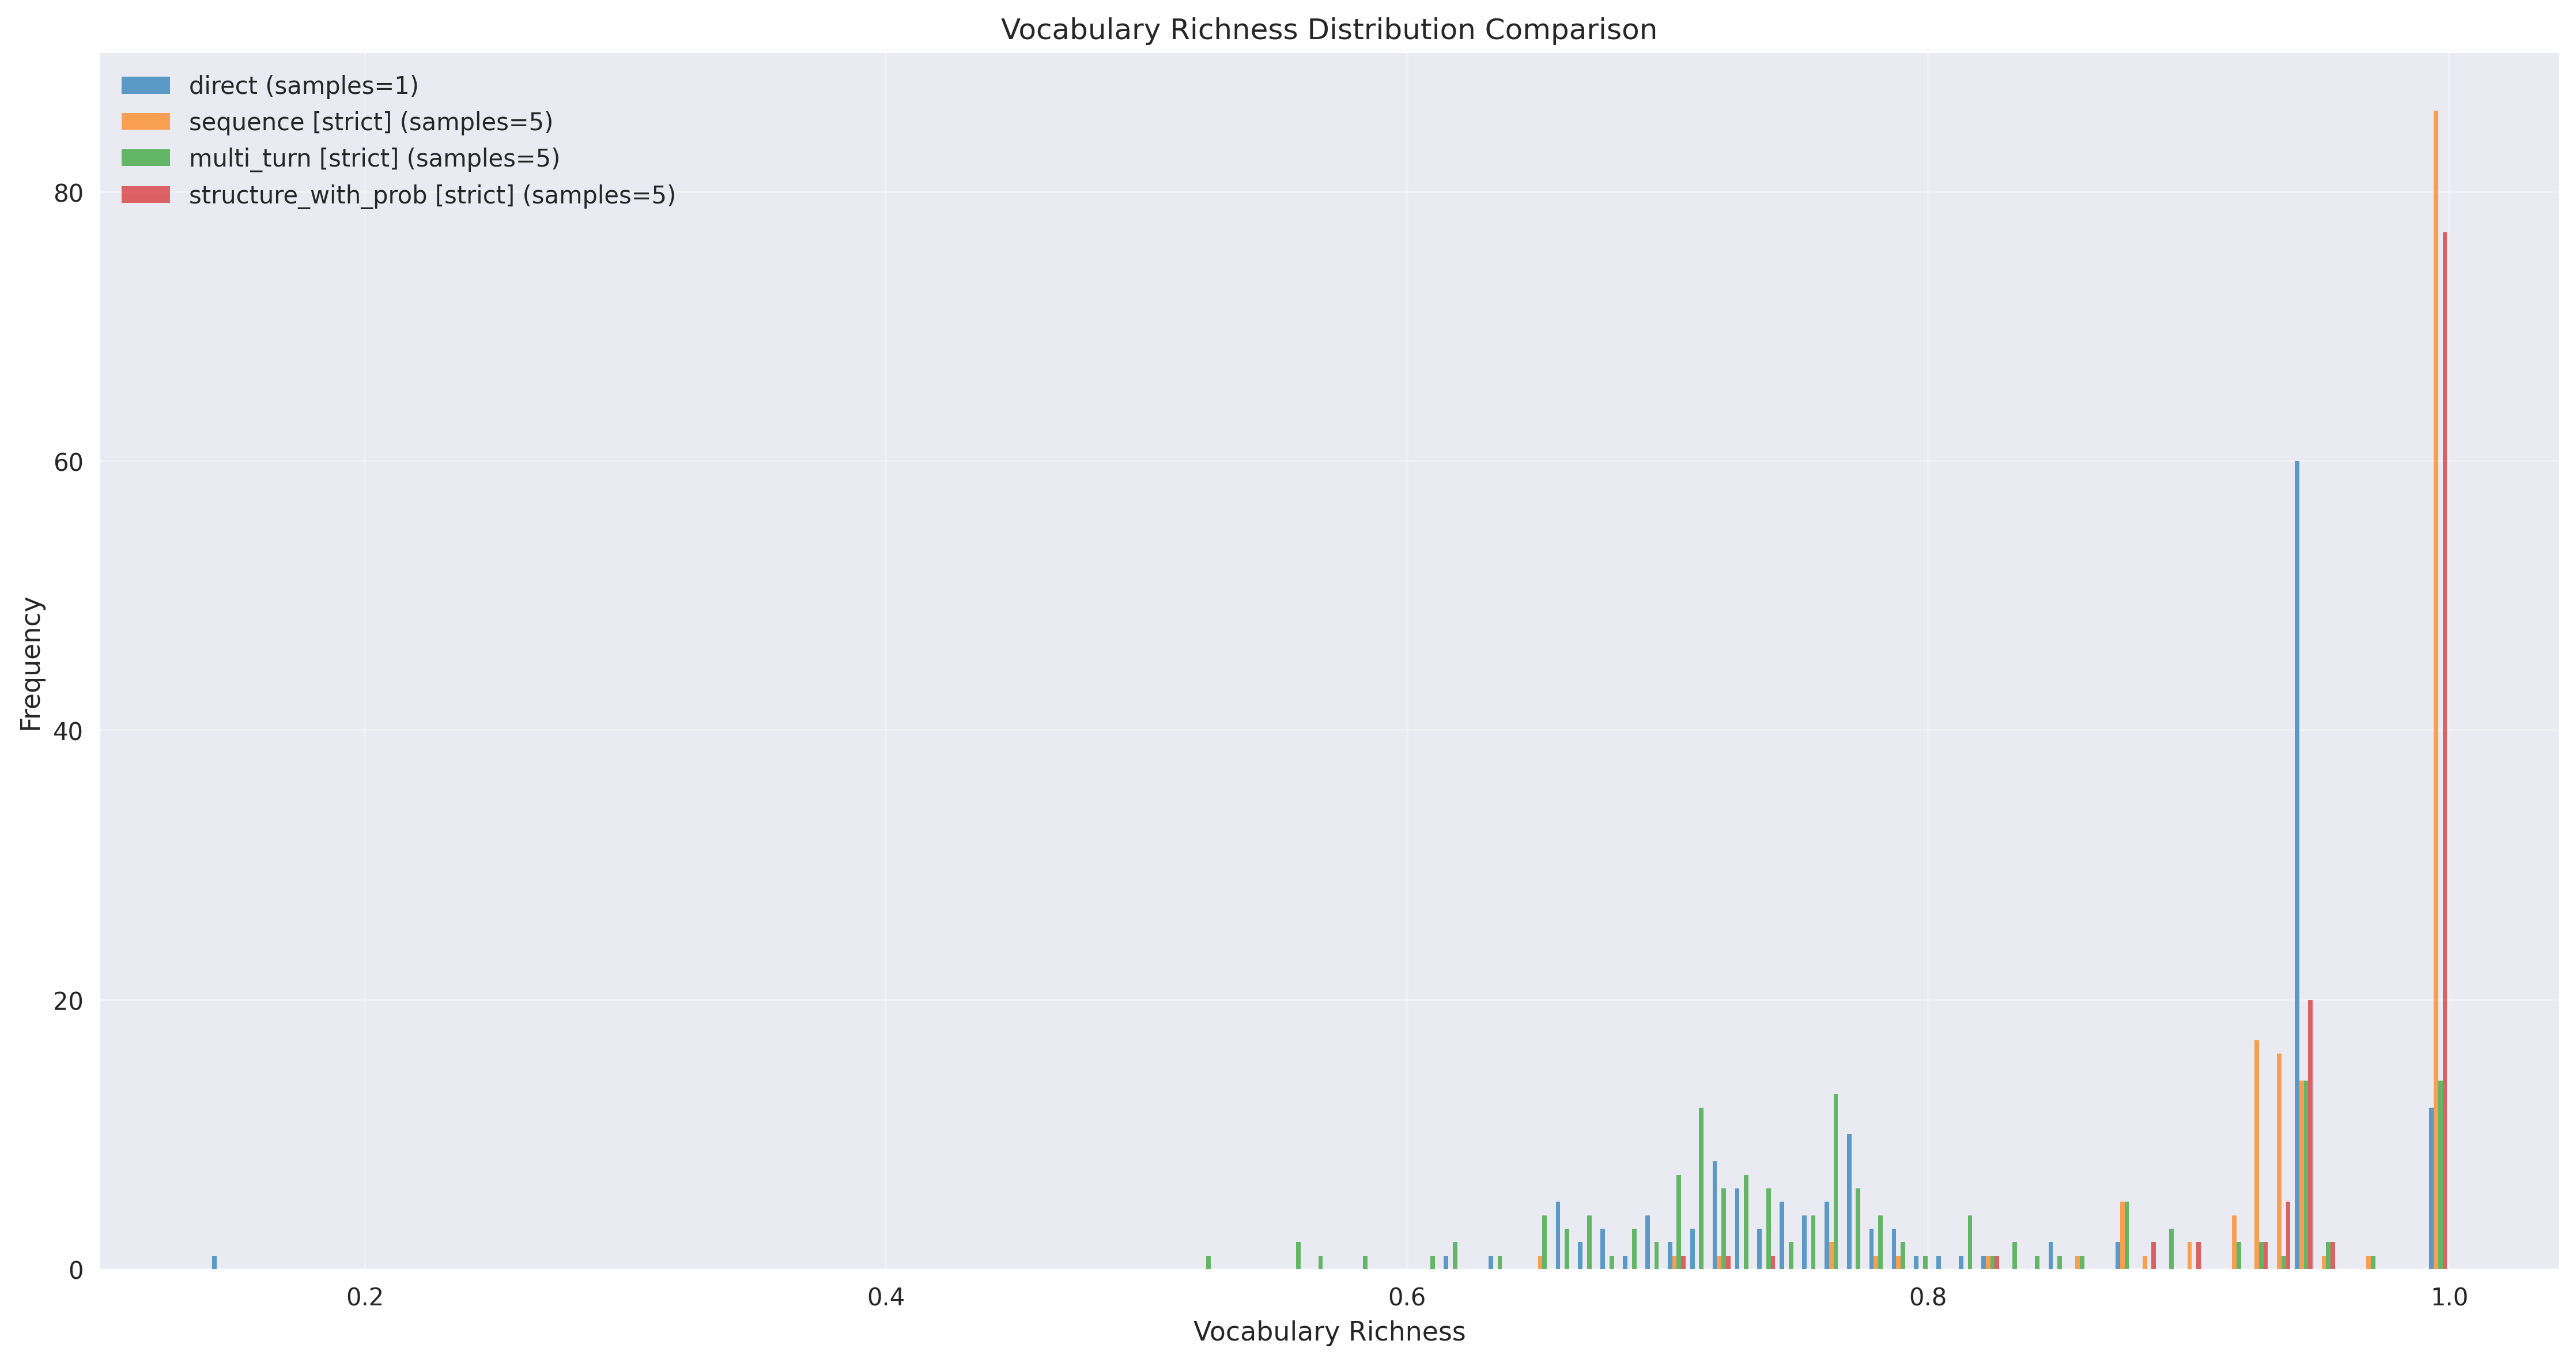 Vocabulary Richness Distribution Comparison
direct (samples=1)
sequence [strict] (samples=5)
multi_turn [strict] (samples=5)
structure_with_prob [strict] (samples=5)
80
60
40
20
0
Frequency
0.2 0.4 0.6 0.8 1.0
Vocabulary Richness